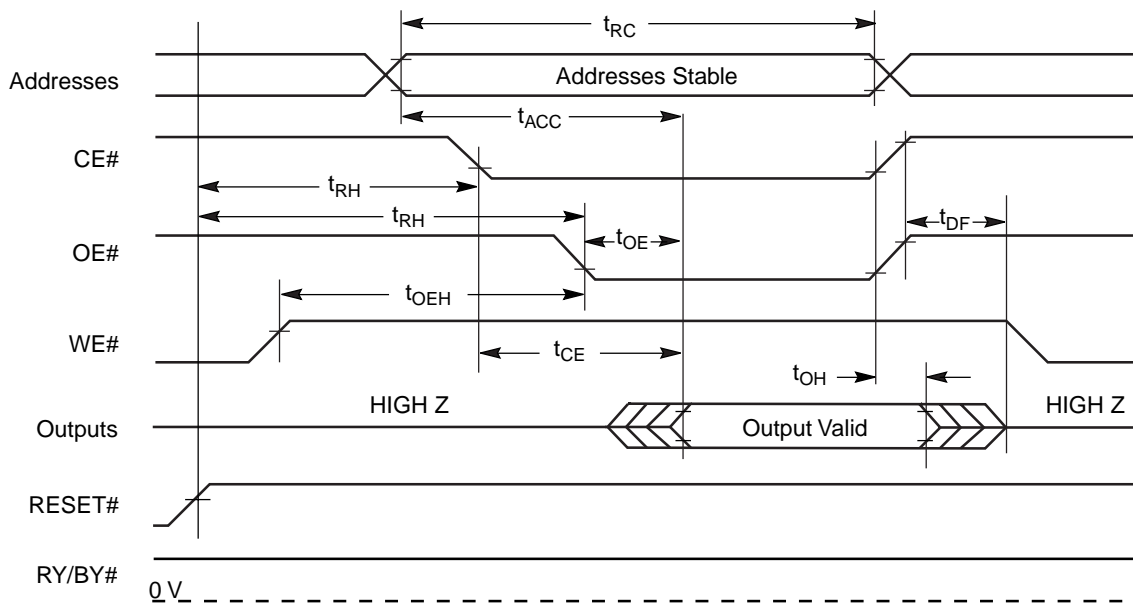 tRC
Addresses
Addresses Stable
tACC
CE#
tRH
tRH
tDF
OE#
tOE
tOEH
WE#
tCE
tOH
HIGH Z
HIGH Z
Outputs
Output Valid
RESET#
RY/BY#
0 V